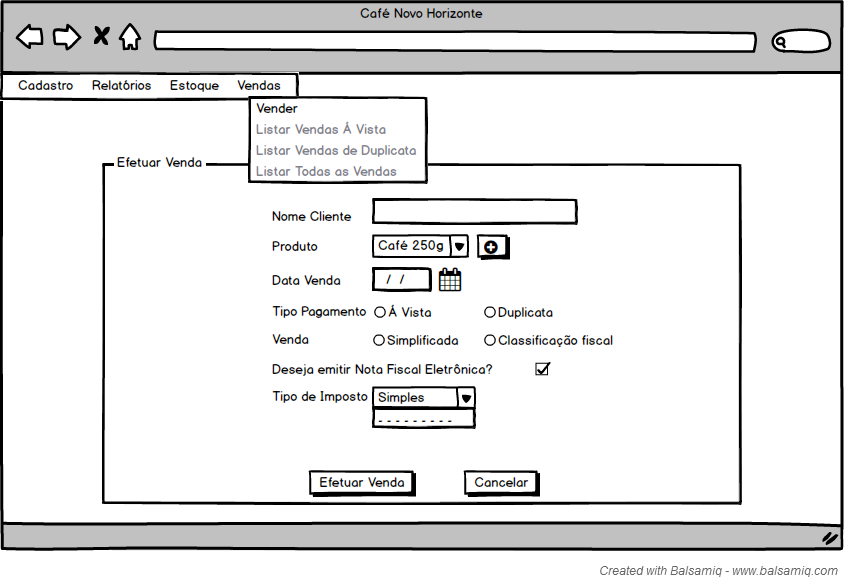 Café Novo Horizonte
Cadastro Relatórios Estoque Vendas
Vender
Listar Vendas Á Vista
Listar Vendas de Duplicata
Listar Todas as Vendas
Efetuar Venda
Nome Cliente
Produto Café 250g
Data Venda / /
Tipo Pagamento Á Vista Duplicata
Venda Simplificada Classificação fiscal
Deseja emitir Nota Fiscal Eletrônica?
Tipo de Imposto Simples
- - - - - - - - -
Efetuar Venda Cancelar
Created with Balsamiq - www.balsamiq.com